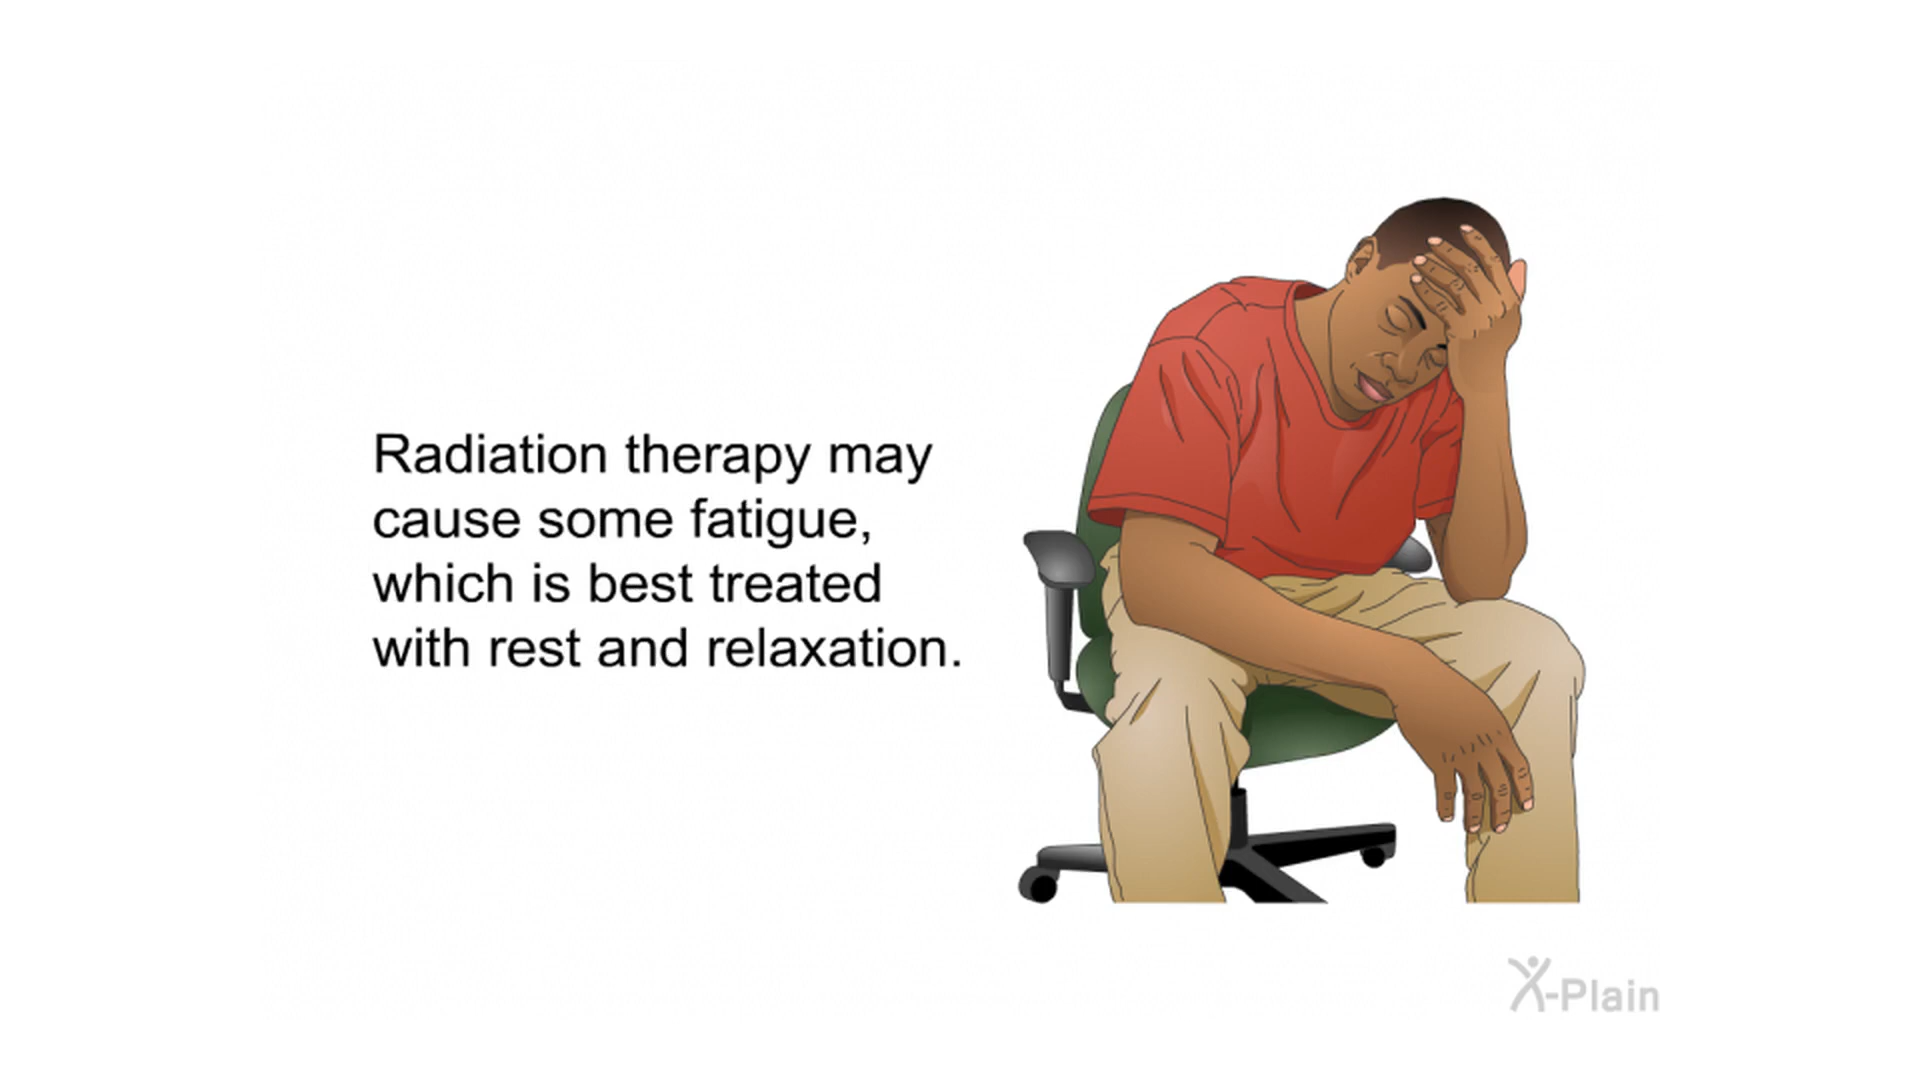 Radiation therapy may
cause some fatigue,
which is best treated
with rest and relaxation.
X-Plain